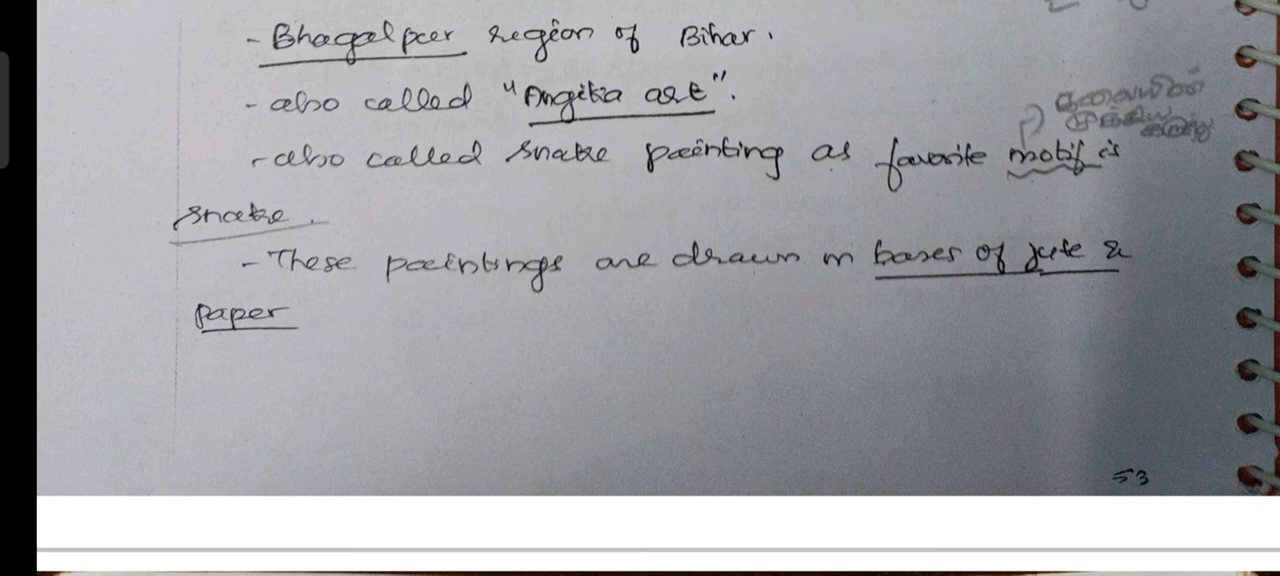 - Bhagalpur region of Bihar.
- also called "Angika art".
- also called snake painting as favorite motif is
snake.
- These paintings are drawn in bases of jute &
paper
53